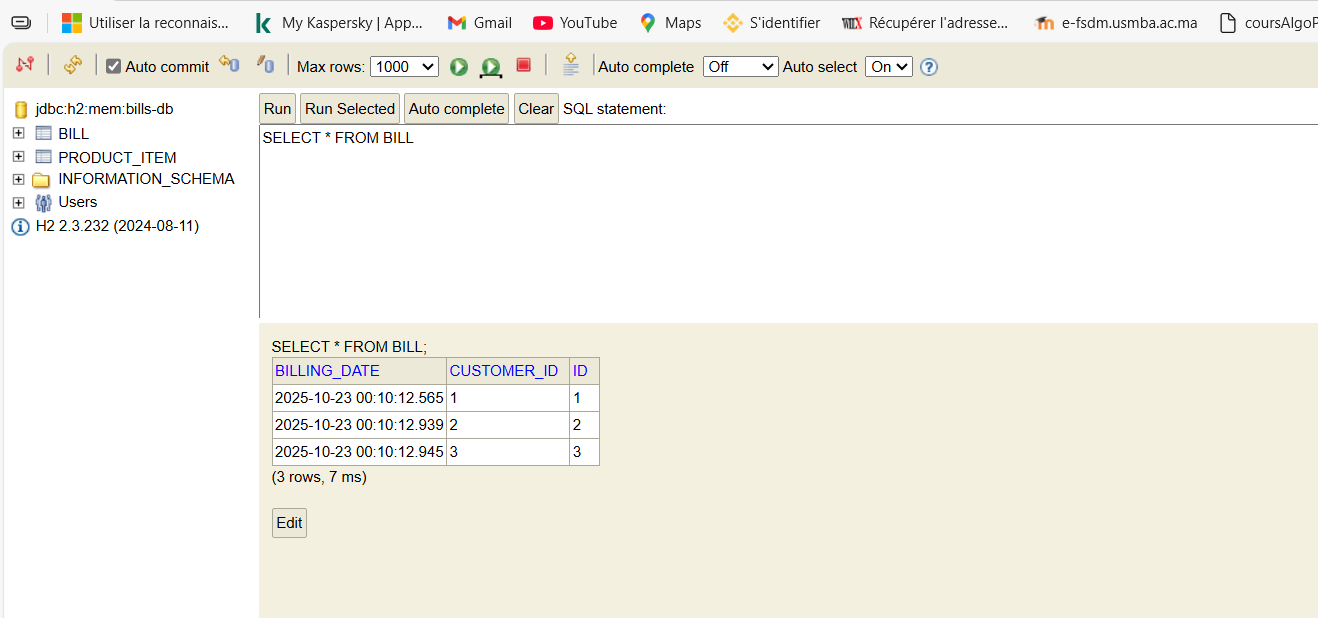 Utiliser la reconnais... My Kaspersky | App... Gmail YouTube Maps S'identifier Récupérer l'adresse... e-fsdm.usmba.ac.ma coursAlgoP
Auto commit Max rows: 1000 Auto complete Off Auto select On
jdbc:h2:mem:bills-db
BILL
PRODUCT_ITEM
INFORMATION_SCHEMA
Users
H2 2.3.232 (2024-08-11)
Run Run Selected Auto complete Clear SQL statement:
SELECT * FROM BILL
SELECT * FROM BILL;
BILLING_DATE CUSTOMER_ID ID
2025-10-23 00:10:12.565 1 1
2025-10-23 00:10:12.939 2 2
2025-10-23 00:10:12.945 3 3
(3 rows, 7 ms)
Edit